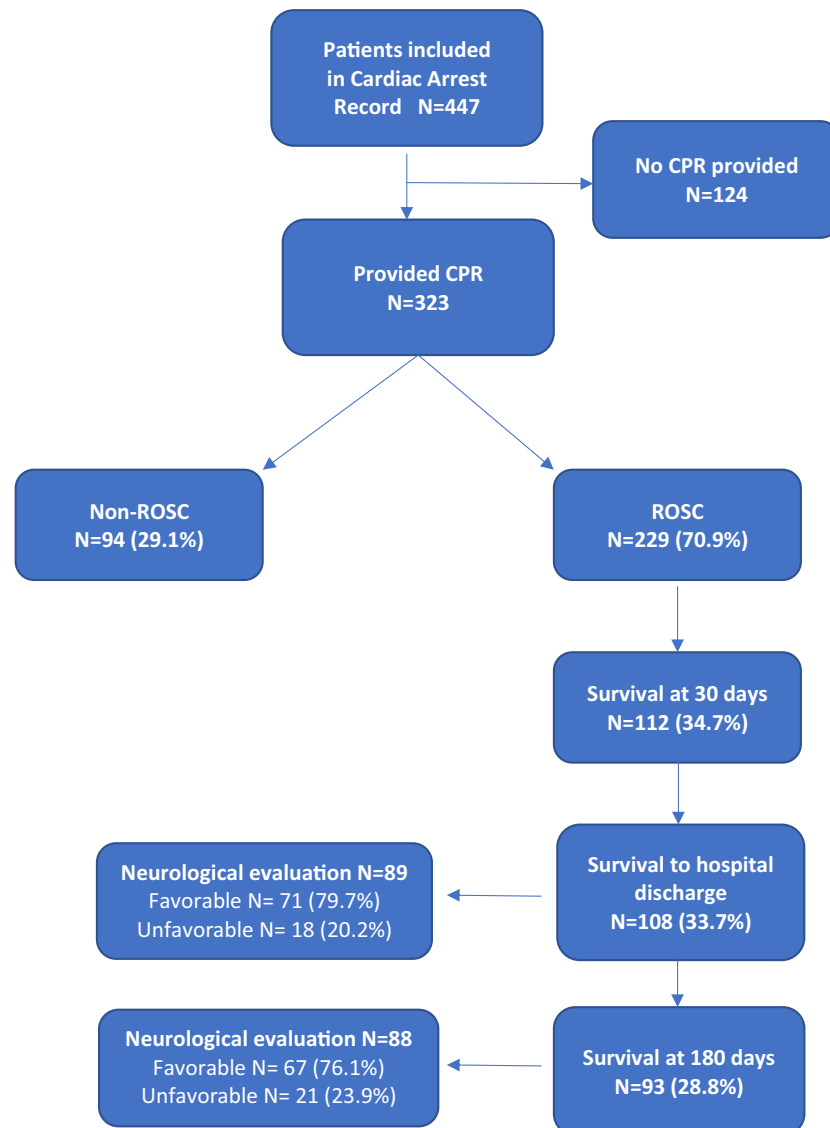 Patients included
in Cardiac Arrest
Record N=447
No CPR provided
N=124
Provided CPR
N=323
Non-ROSC
N=94 (29.1%)
ROSC
N=229 (70.9%)
Survival at 30 days
N=112 (34.7%)
Neurological evaluation N=89
Favorable N= 71 (79.7%)
Unfavorable N= 18 (20.2%)
Survival to hospital
discharge
N=108 (33.7%)
Neurological evaluation N=88
Favorable N= 67 (76.1%)
Unfavorable N= 21 (23.9%)
Survival at 180 days
N=93 (28.8%)